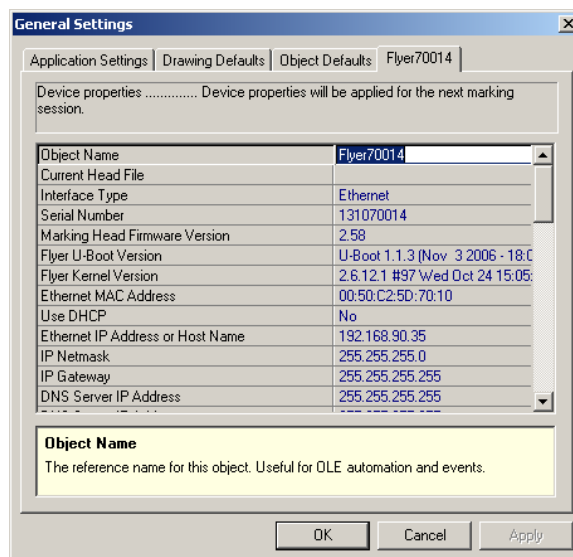 General Settings
Application Settings Drawing Defaults Object Defaults Flyer70014
Device properties .............. Device properties will be applied for the next marking
session.
Object Name Flyer70014
Current Head File
Interface Type Ethernet
Serial Number 131070014
Marking Head Firmware Version 2.58
Flyer U-Boot Version U-Boot 1.1.3 (Nov 3 2006 - 18:0
Flyer Kernel Version 2.6.12.1 #97 Wed Oct 24 15:05:
Ethernet MAC Address 00:50:C2:5D:70:10
Use DHCP No
Ethernet IP Address or Host Name 192.168.90.35
IP Netmask 255.255.255.0
IP Gateway 255.255.255.255
DNS Server IP Address 255.255.255.255
Object Name
The reference name for this object. Useful for OLE automation and events.
OK Cancel Apply